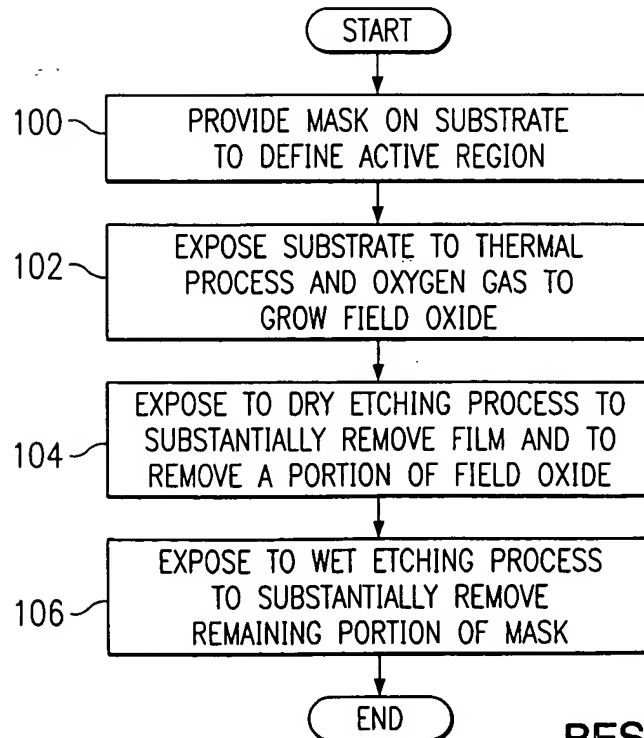 START
100
PROVIDE MASK ON SUBSTRATE
TO DEFINE ACTIVE REGION
102
EXPOSE SUBSTRATE TO THERMAL
PROCESS AND OXYGEN GAS TO
GROW FIELD OXIDE
104
EXPOSE TO DRY ETCHING PROCESS TO
SUBSTANTIALLY REMOVE FILM AND TO
REMOVE A PORTION OF FIELD OXIDE
106
EXPOSE TO WET ETCHING PROCESS
TO SUBSTANTIALLY REMOVE
REMAINING PORTION OF MASK
END